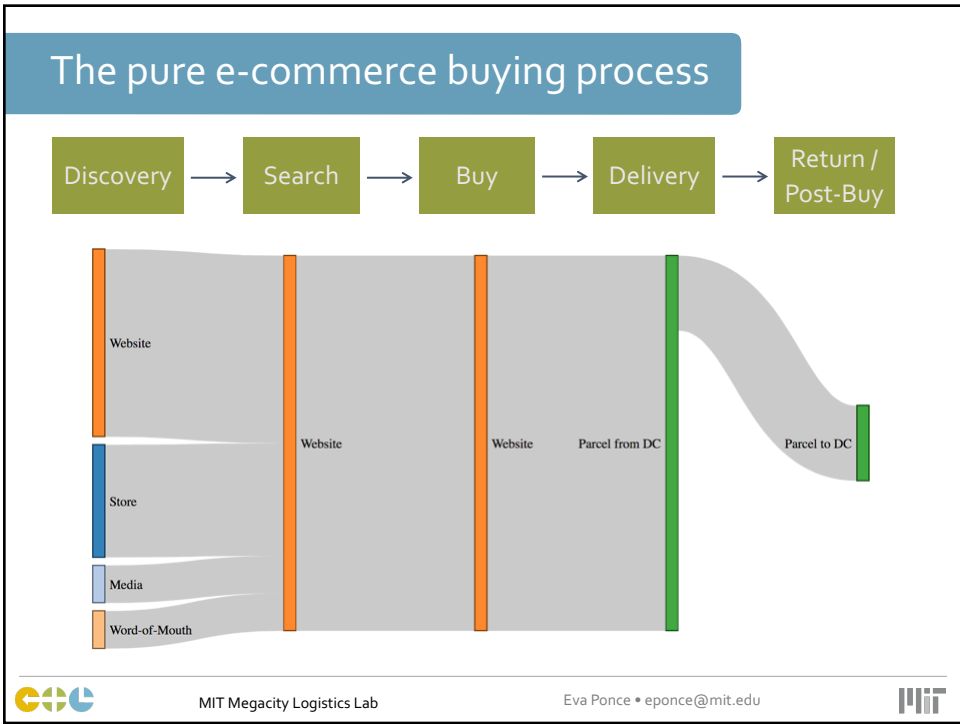 The pure e-commerce buying process
Discovery
Search
Buy
Delivery
Return /
Post-Buy
Website
Store
Media
Word-of-Mouth
Website
Website
Parcel from DC
Parcel to DC
MIT Megacity Logistics Lab
Eva Ponce • eponce@mit.edu
MIT